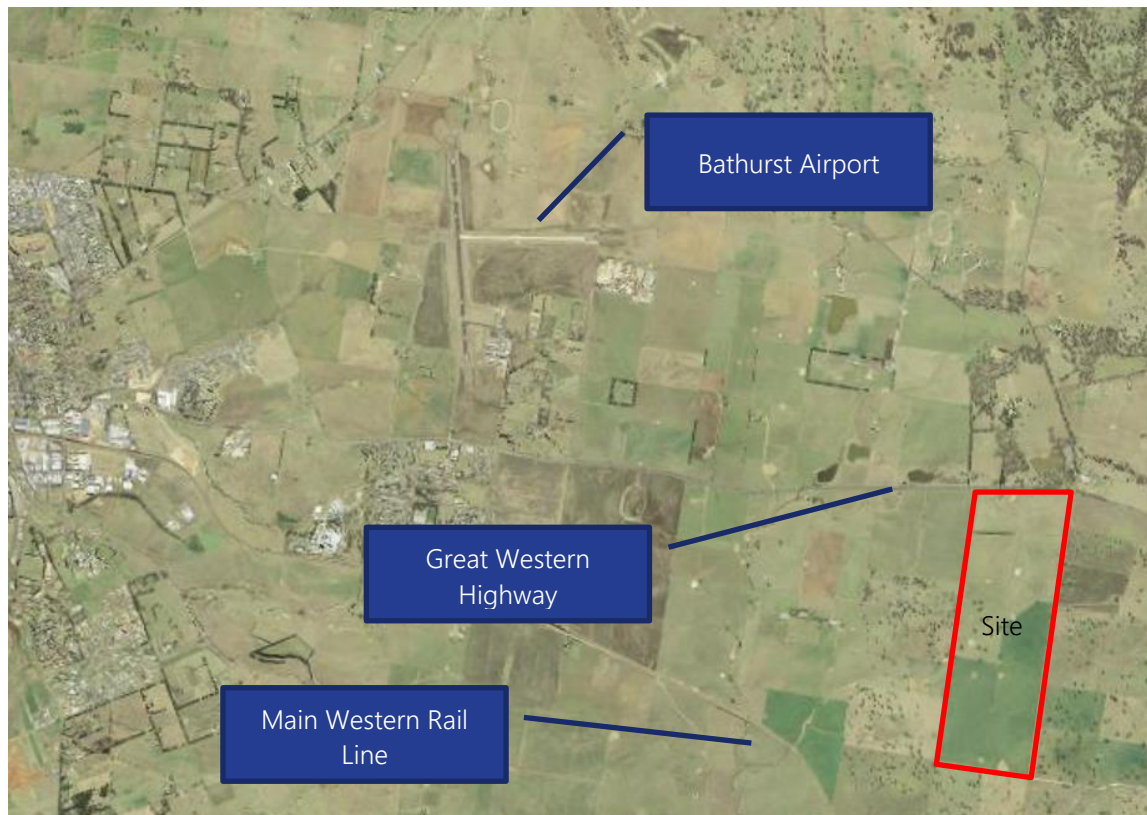 Bathurst Airport
Great Western
Highway
Site
Main Western Rail
Line